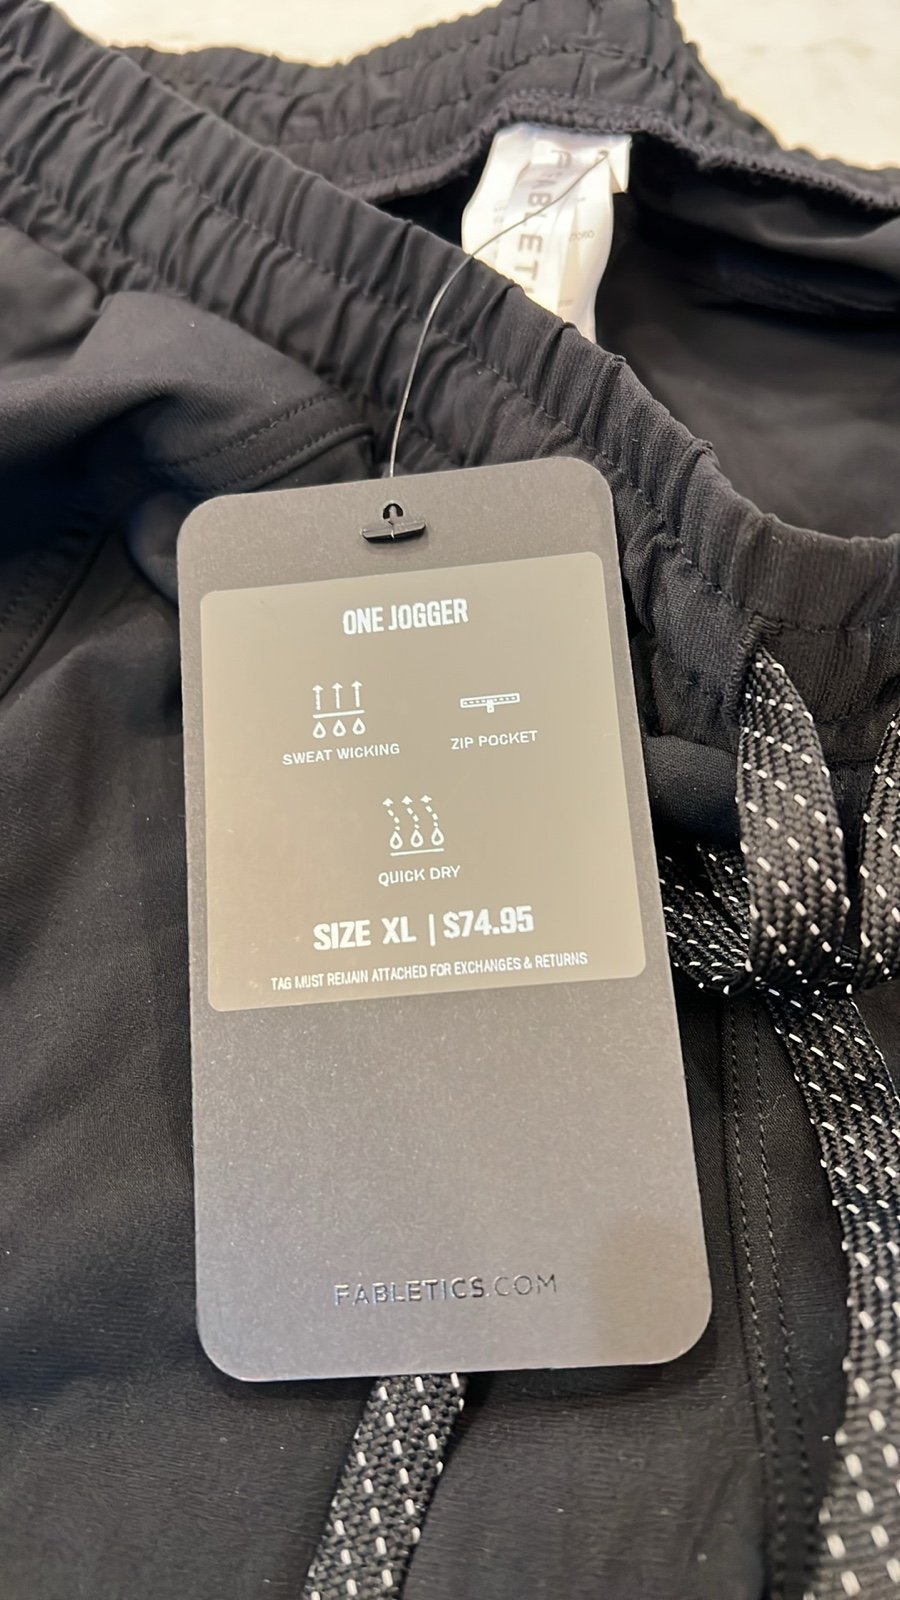 ONE JOGGER
SWEAT WICKING
ZIP POCKET
QUICK DRY
SIZE XL | $74.95
TAG MUST REMAIN ATTACHED FOR EXCHANGES & RETURNS
FABLETICS.COM